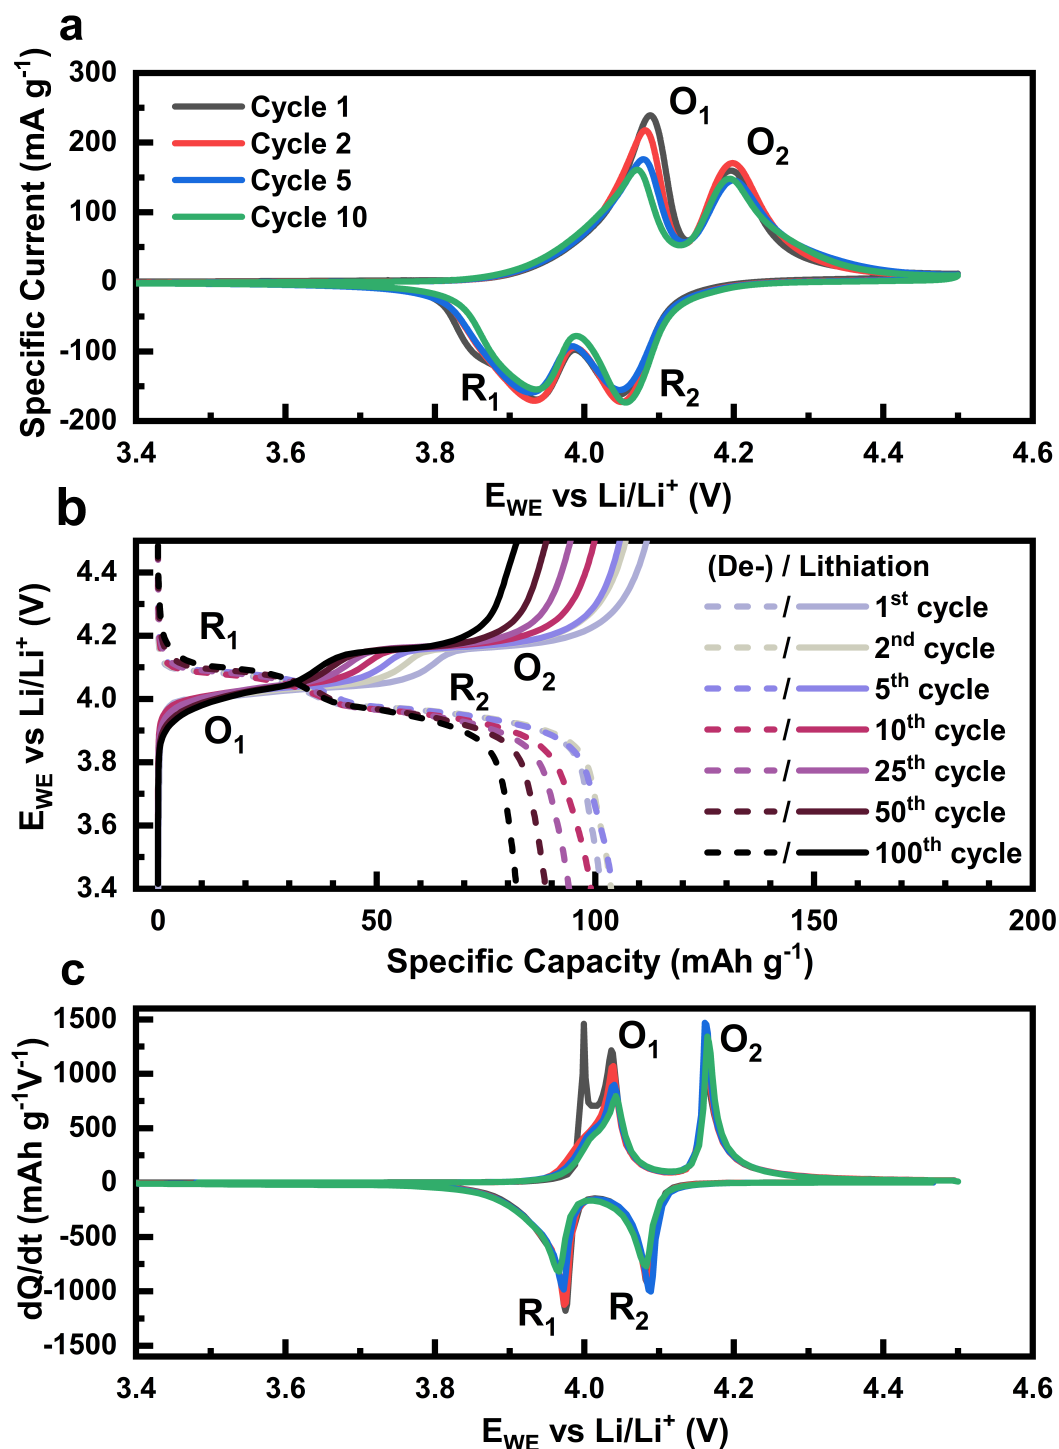 a
Specific Current (mA g⁻¹)
300
200
100
0
-100
-200
Cycle 1
Cycle 2
Cycle 5
Cycle 10
O₁
O₂
R₁
R₂
3.4 3.6 3.8 4.0 4.2 4.4 4.6
E_WE vs Li/Li⁺ (V)
b
E_WE vs Li/Li⁺ (V)
4.4
4.2
4.0
3.8
3.6
3.4
R₁
O₁
R₂
O₂
(De-) / Lithiation
/ 1ˢᵗ cycle
/ 2ⁿᵈ cycle
/ 5ᵗʰ cycle
/ 10ᵗʰ cycle
/ 25ᵗʰ cycle
/ 50ᵗʰ cycle
/ 100ᵗʰ cycle
0 50 100 150 200
Specific Capacity (mAh g⁻¹)
c
dQ/dt (mAh g⁻¹V⁻¹)
1500
1000
500
0
-500
-1000
-1500
O₁
O₂
R₁
R₂
3.4 3.6 3.8 4.0 4.2 4.4 4.6
E_WE vs Li/Li⁺ (V)